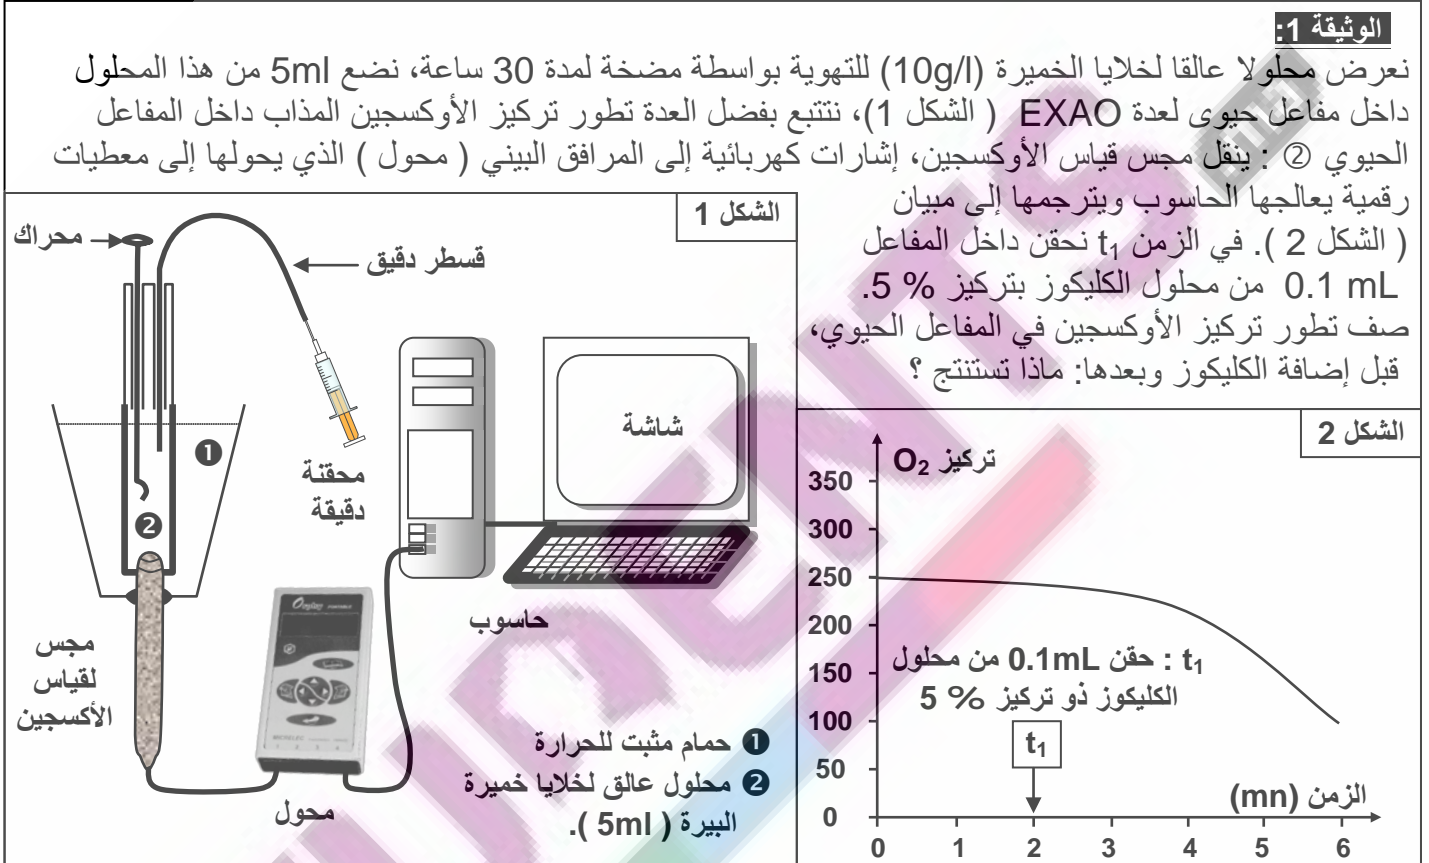 الوثيقة 1:
نعرض محلولا عالقا لخلايا الخميرة (10g/l) للتهوية بواسطة مضخة لمدة 30 ساعة، نضع 5ml من هذا المحلول
داخل مفاعل حيوى لعدة EXAO ( الشكل 1)، نتتبع بفضل العدة تطور تركيز الأوكسجين المذاب داخل المفاعل
الحيوي ② : ينقل مجس قياس الأوكسجين، إشارات كهربائية إلى المرافق البيني ( محول ) الذي يحولها إلى معطيات
رقمية يعالجها الحاسوب ويترجمها إلى مبيان
( الشكل 2 ). في الزمن t₁ نحقن داخل المفاعل
0.1 mL من محلول الكليكوز بتركيز % 5.
صف تطور تركيز الأوكسجين في المفاعل الحيوي،
قبل إضافة الكليكوز وبعدها: ماذا تستنتج ؟
الشكل 1
محراك
قسطر دقيق
محقنة
دقيقة
شاشة
❶
❷
حاسوب
مجس
لقياس
الأكسجين
محول
❶ حمام مثبت للحرارة
❷ محلول عالق لخلايا خميرة
البيرة ( 5ml ).
الشكل 2
تركيز O₂
350
300
250
200
150
100
50
0
t₁ : حقن 0.1mL من محلول
الكليكوز ذو تركيز % 5
t₁
الزمن (mn)
0 1 2 3 4 5 6